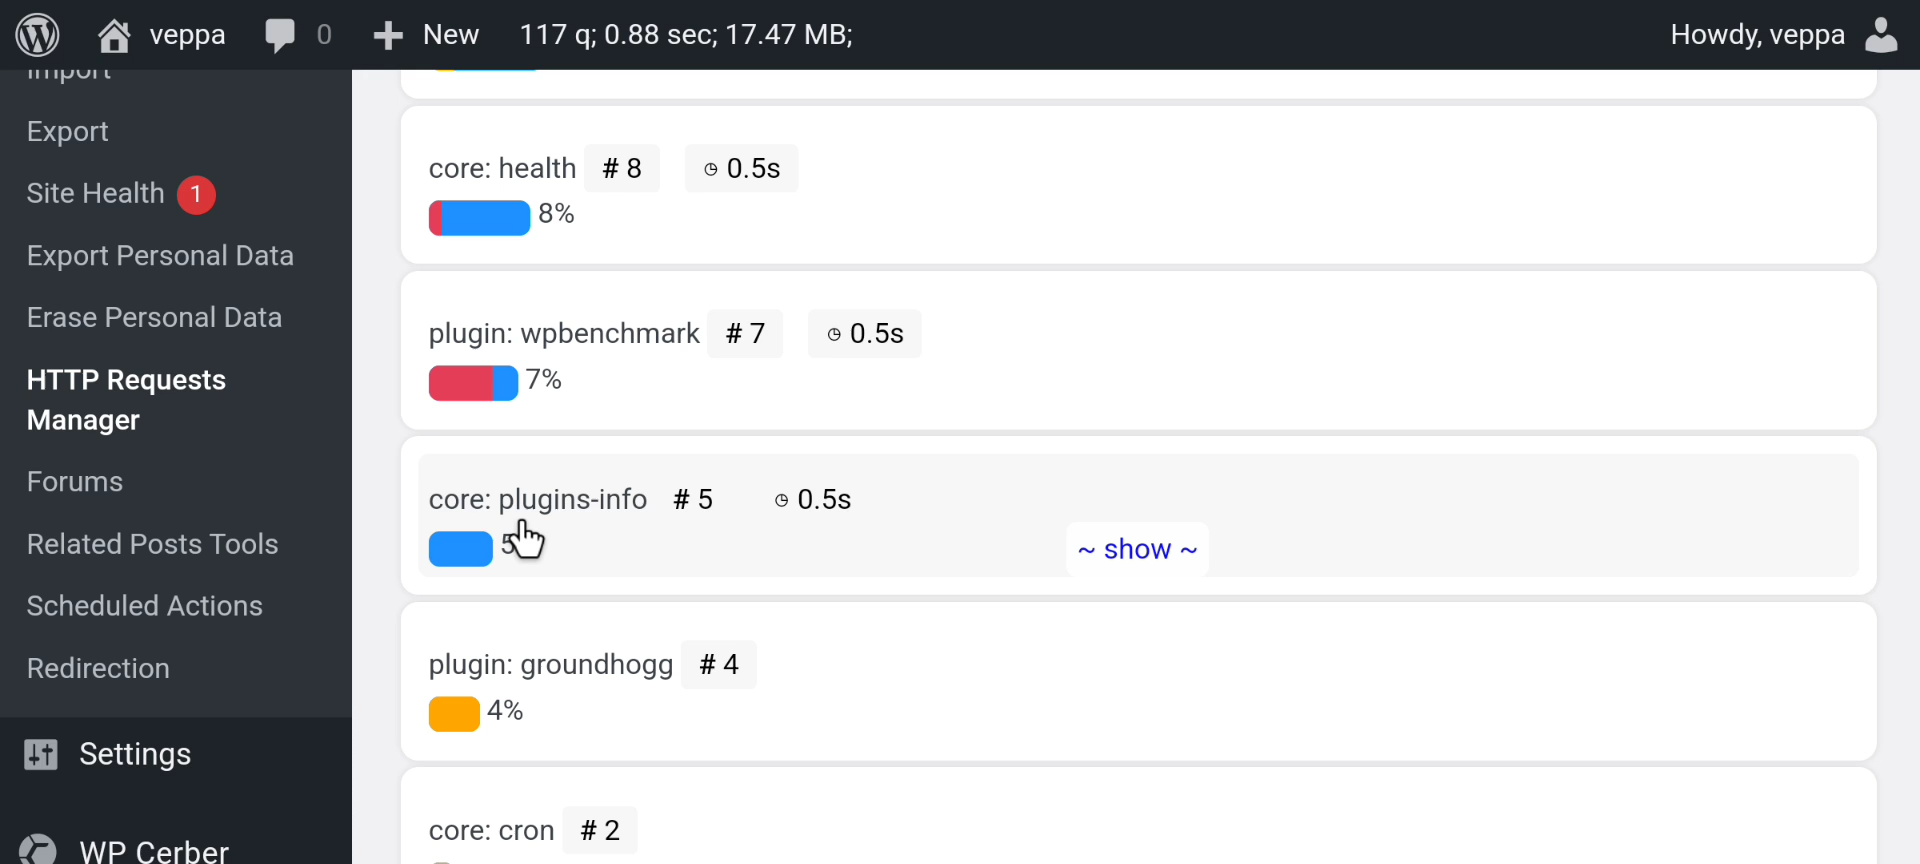 veppa 0 New 117 q; 0.88 sec; 17.47 MB; Howdy, veppa
Import
Export
Site Health 1
Export Personal Data
Erase Personal Data
HTTP Requests
Manager
Forums
Related Posts Tools
Scheduled Actions
Redirection
Settings
WP Cerber
core: health # 8 0.5s
8%
plugin: wpbenchmark # 7 0.5s
7%
core: plugins-info # 5 0.5s
5
~ show ~
plugin: groundhogg # 4
4%
core: cron # 2